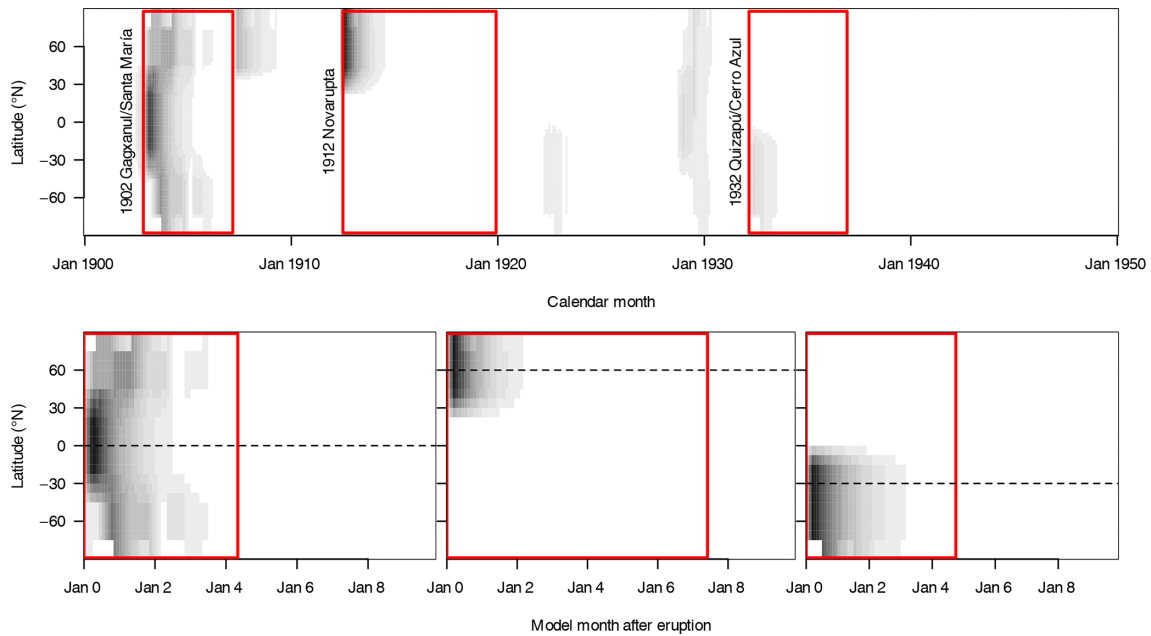 Latitude (°N)
60
30
0
−30
−60
1902 Gagxanul/Santa María
1912 Novarupta
1932 Quizapú/Cerro Azul
Jan 1900
Jan 1910
Jan 1920
Jan 1930
Jan 1940
Jan 1950
Calendar month
Latitude (°N)
60
30
0
−30
−60
Jan 0
Jan 2
Jan 4
Jan 6
Jan 8
Jan 0
Jan 2
Jan 4
Jan 6
Jan 8
Jan 0
Jan 2
Jan 4
Jan 6
Jan 8
Model month after eruption